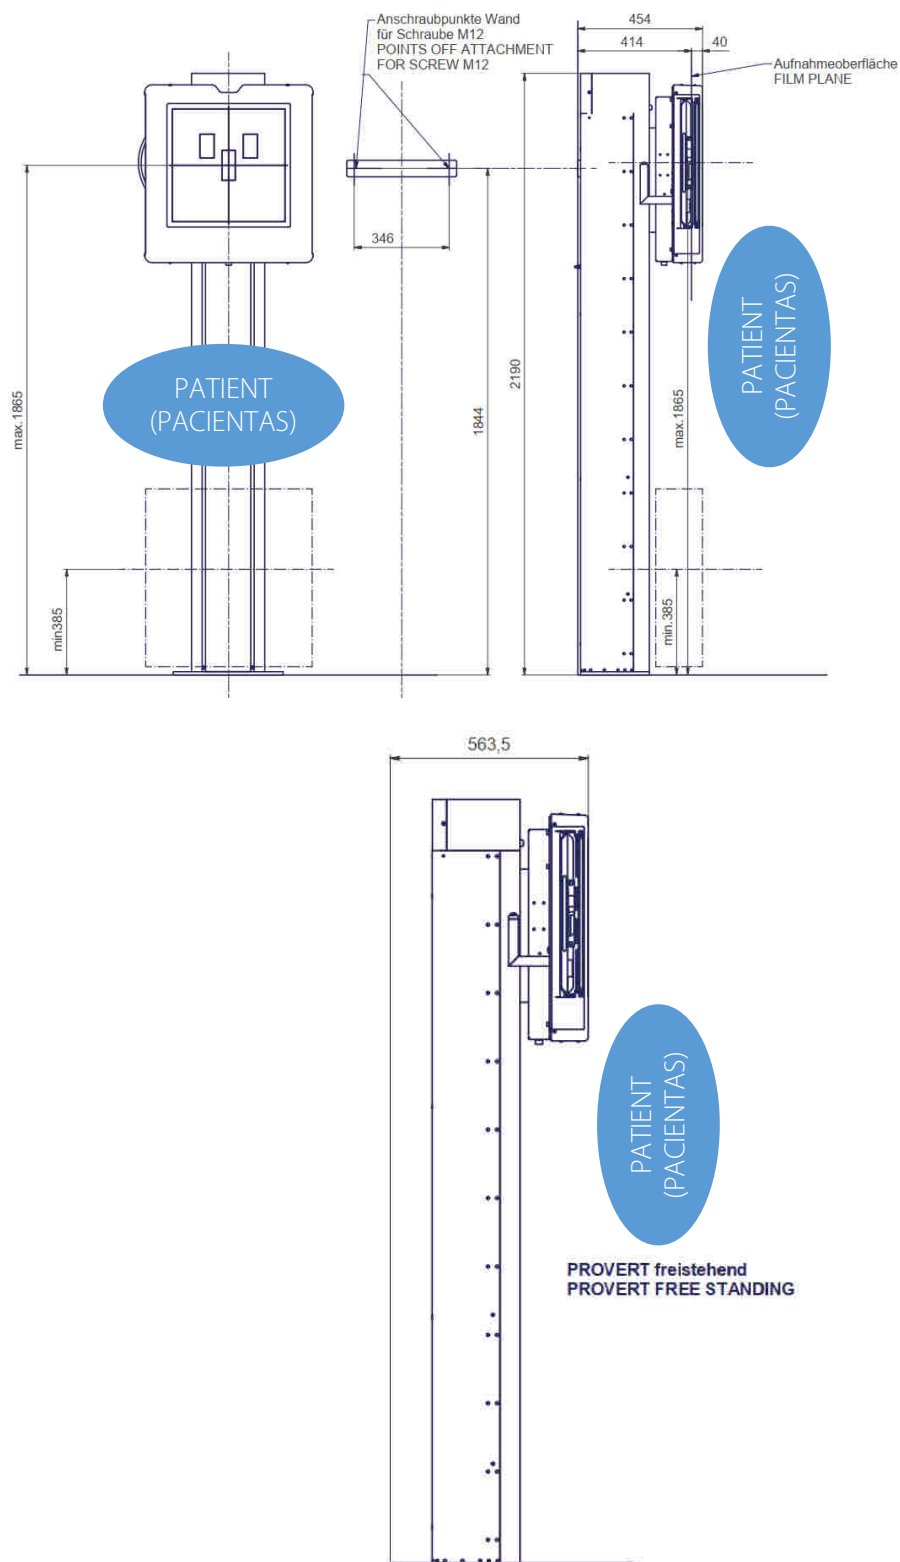 Anschraubpunkte Wand
für Schraube M12
POINTS OFF ATTACHMENT
FOR SCREW M12
454
414
40
Aufnahmeoberfläche
FILM PLANE
346
PATIENT
(PACIENTAS)
PATIENT
(PACIENTAS)
max.1865
1844
2190
max.1865
min385
min.385
563,5
PATIENT
(PACIENTAS)
PROVERT freistehend
PROVERT FREE STANDING